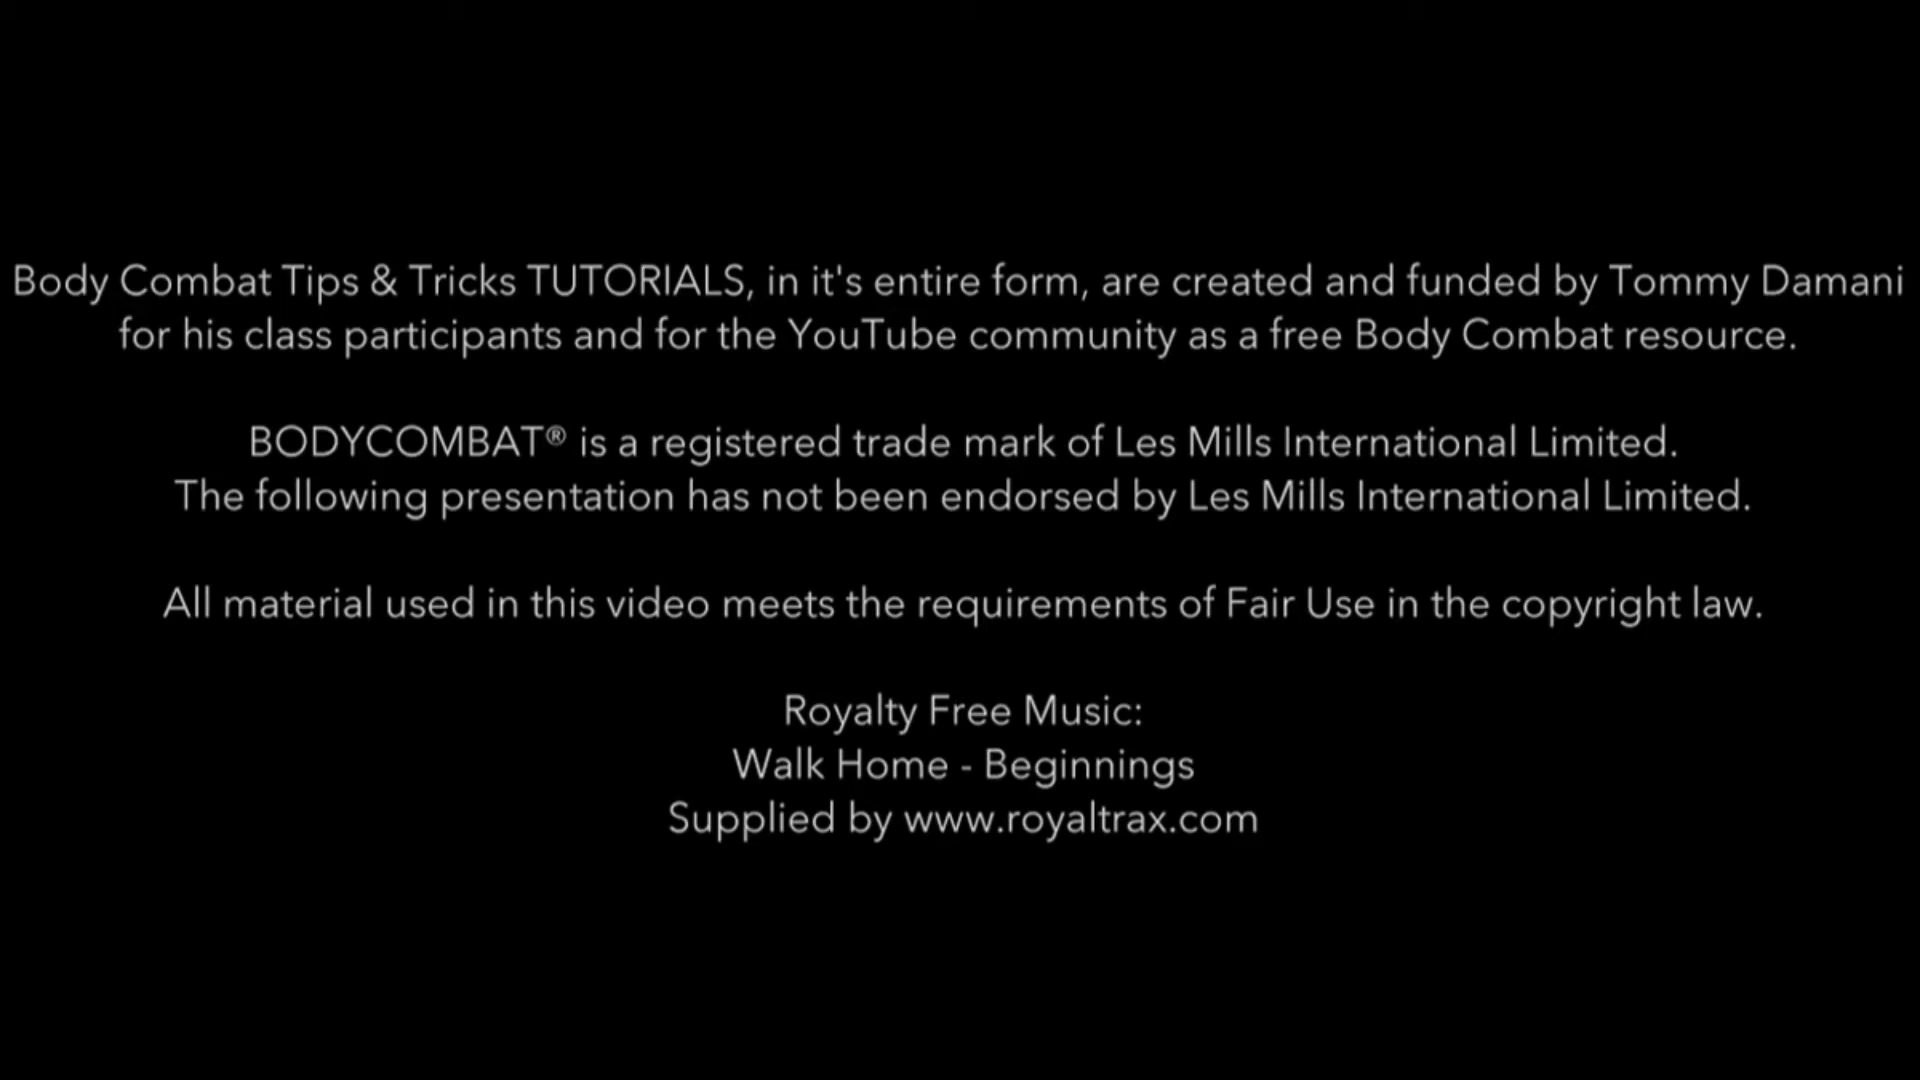 Body Combat Tips & Tricks TUTORIALS, in it's entire form, are created and funded by Tommy Damani
for his class participants and for the YouTube community as a free Body Combat resource.
BODYCOMBAT® is a registered trade mark of Les Mills International Limited.
The following presentation has not been endorsed by Les Mills International Limited.
All material used in this video meets the requirements of Fair Use in the copyright law.
Royalty Free Music:
Walk Home - Beginnings
Supplied by www.royaltrax.com